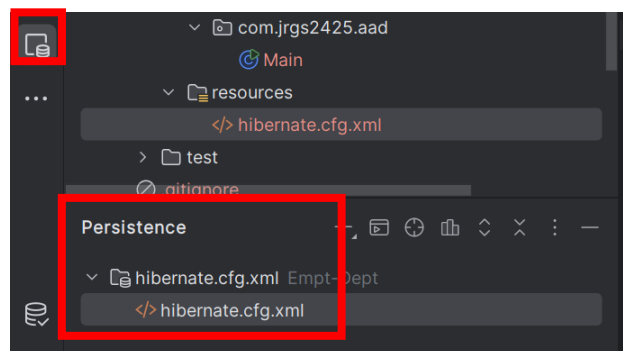 com.jrgs2425.aad
Main
resources
</> hibernate.cfg.xml
test
.gitignore
Persistence
hibernate.cfg.xml Empt-Dept
</> hibernate.cfg.xml